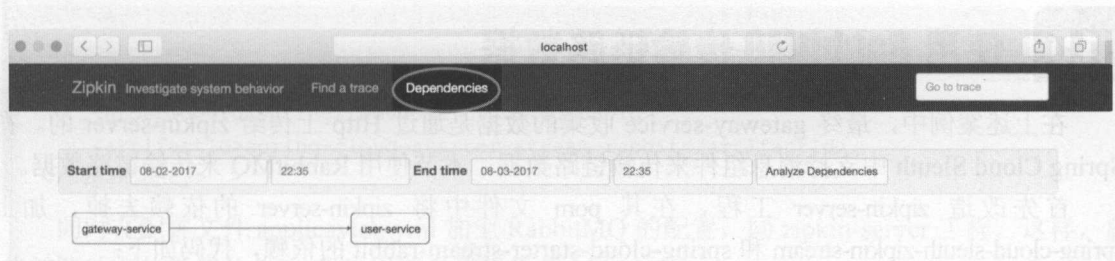 localhost
Zipkin Investigate system behavior Find a trace Dependencies Go to trace
Start time 08-02-2017 22:35 End time 08-03-2017 22:35 Analyze Dependencies
gateway-service user-service